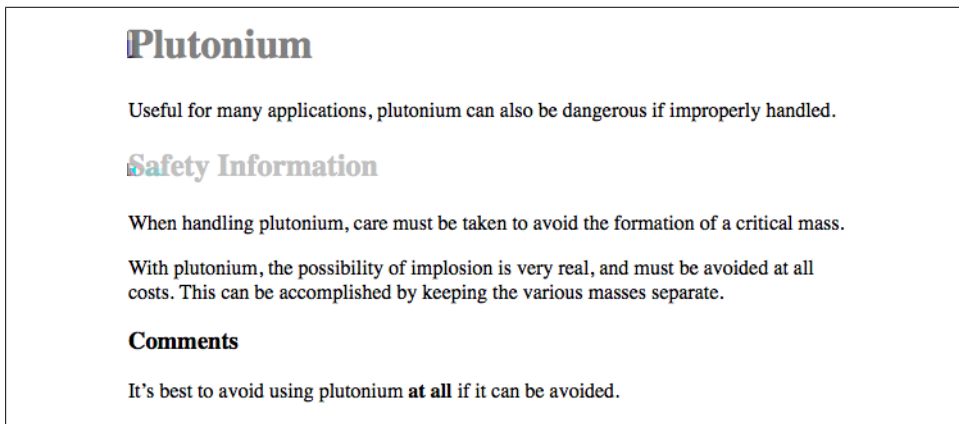 Plutonium
Useful for many applications, plutonium can also be dangerous if improperly handled.
Safety Information
When handling plutonium, care must be taken to avoid the formation of a critical mass.
With plutonium, the possibility of implosion is very real, and must be avoided at all
costs. This can be accomplished by keeping the various masses separate.
Comments
It’s best to avoid using plutonium at all if it can be avoided.